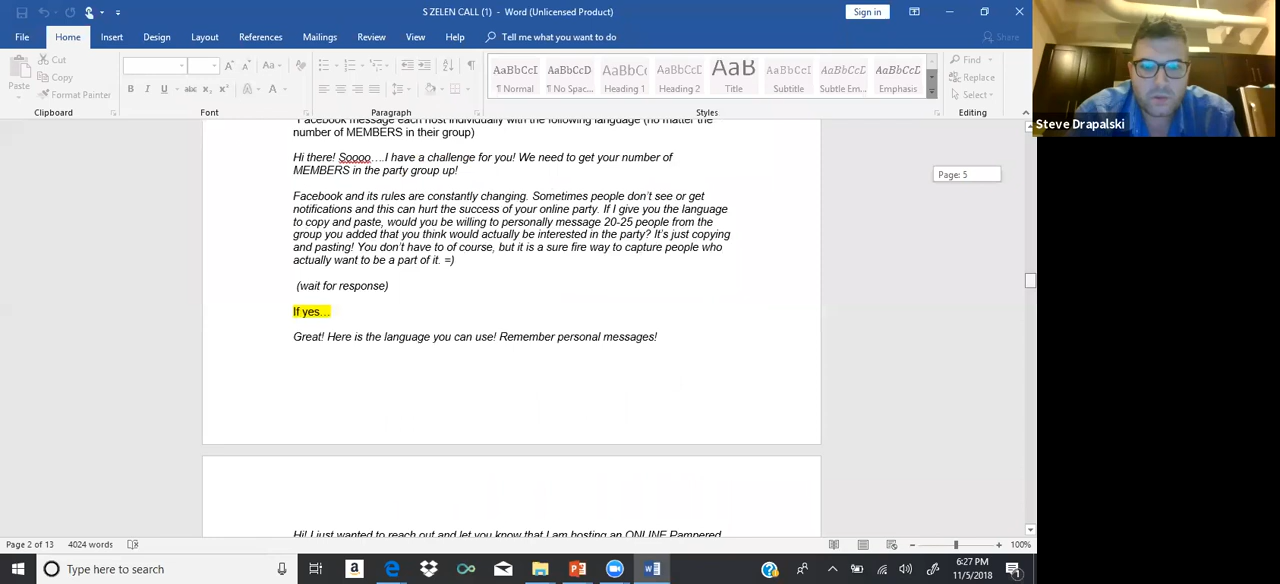 S ZELEN CALL (1) - Word (Unlicensed Product)
Sign in
File Home Insert Design Layout References Mailings Review View Help Tell me what you want to do Share
Paste
Cut
Copy
Format Painter
Clipboard
Aa
B I U abc X₂ X² A A
Font
Paragraph
AaBbCcI AaBbCcD AaBbC( AaBbCcD AaB AaBbCcI AaBbCcD AaBbCcD
¶ Normal ¶ No Spac... Heading 1 Heading 2 Title Subtitle Subtle Em... Emphasis
Styles
Find
Replace
Select
Editing
Steve Drapalski
Page: 5
*Facebook message each host individually with the following language (no matter the
number of MEMBERS in their group)
Hi there! Soooo….I have a challenge for you! We need to get your number of
MEMBERS in the party group up!
Facebook and its rules are constantly changing. Sometimes people don’t see or get
notifications and this can hurt the success of your online party. If I give you the language
to copy and paste, would you be willing to personally message 20-25 people from the
group you added that you think would actually be interested in the party? It’s just copying
and pasting! You don’t have to of course, but it is a sure fire way to capture people who
actually want to be a part of it. =)
(wait for response)
If yes…
Great! Here is the language you can use! Remember personal messages!
Hi! I just wanted to reach out and let you know that I am hosting an ONLINE Pampered
Page 2 of 13 4024 words
100%
Type here to search
6:27 PM
11/5/2018